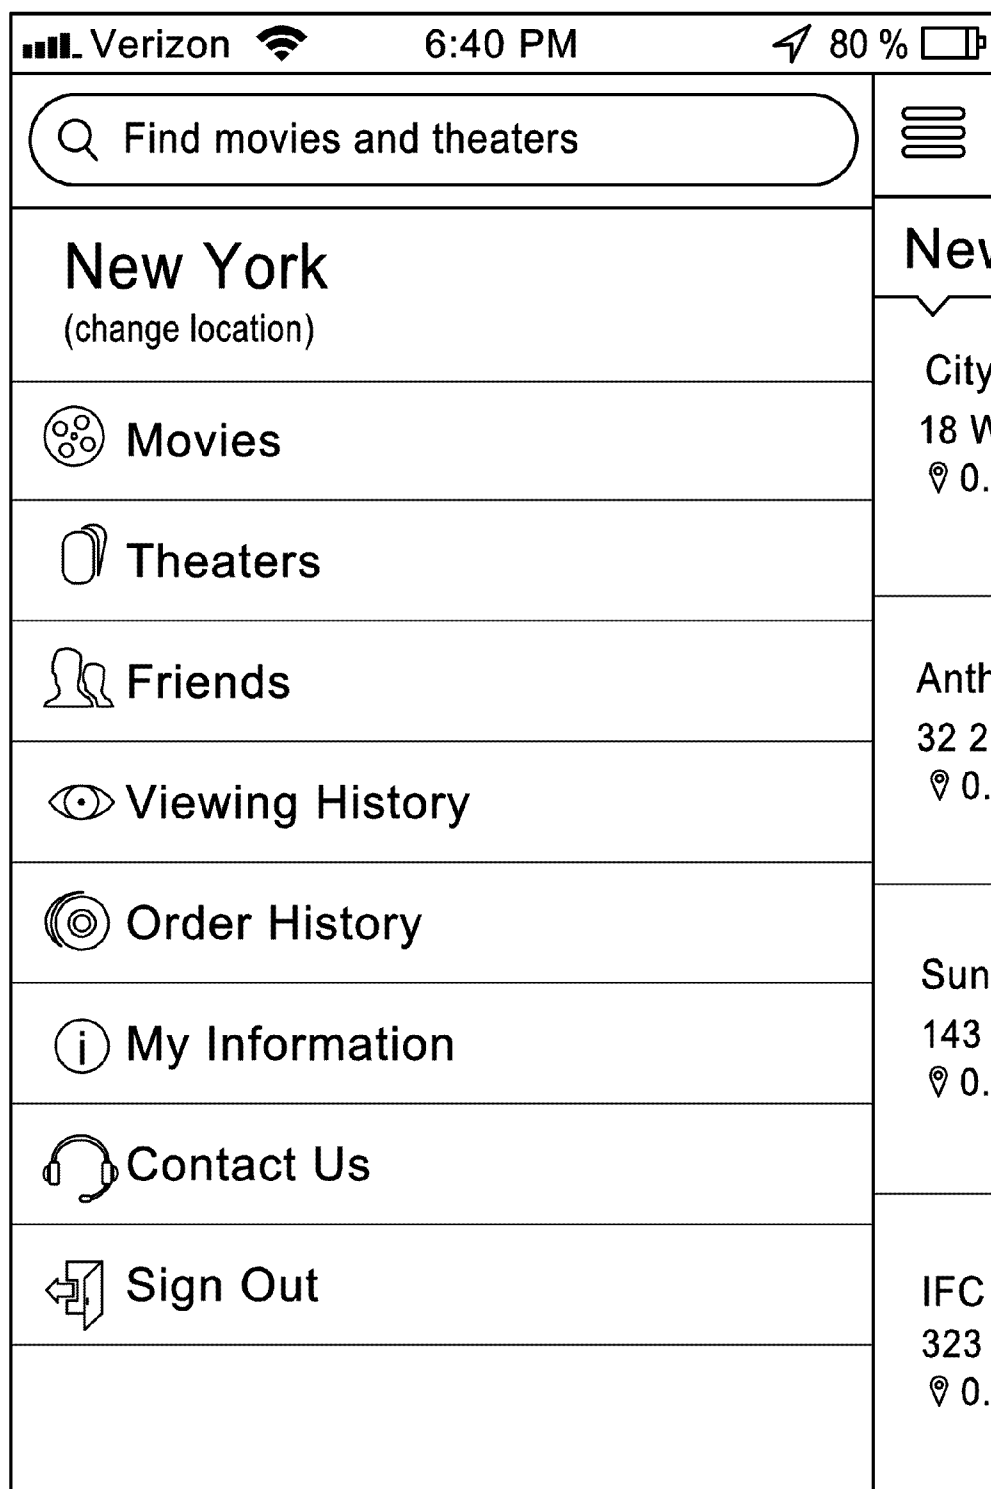 Verizon 6:40 PM 80 %
Find movies and theaters
New York
(change location)
Movies
Theaters
Friends
Viewing History
Order History
i My Information
Contact Us
Sign Out
City
18
0.
32 2
0.
Sun
143
0.
IFC
323
0.